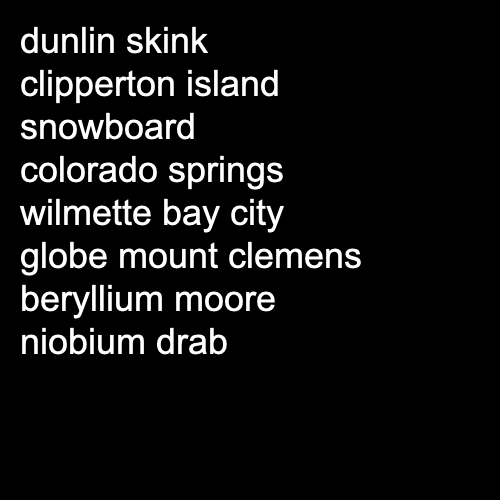 dunlin skink
clipperton island
snowboard
colorado springs
wilmette bay city
globe mount clemens
beryllium moore
niobium drab